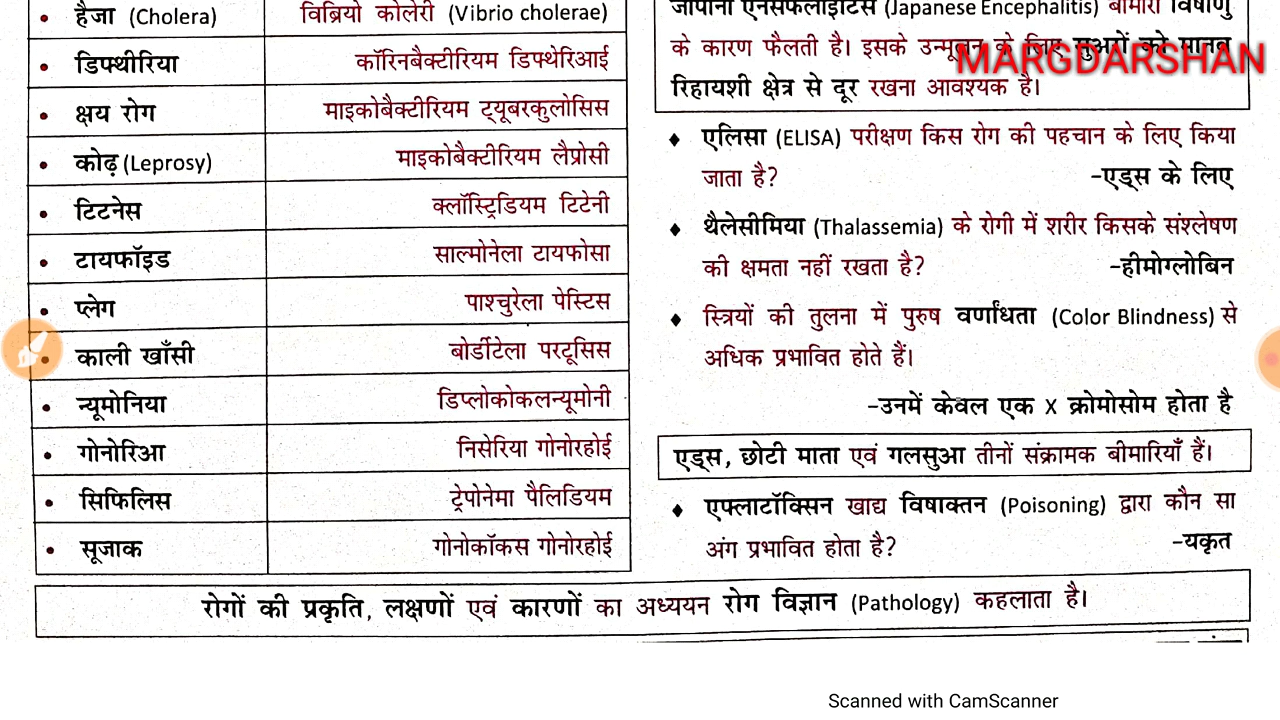 हैजा (Cholera) विब्रियो कोलेरी (Vibrio cholerae)
डिफ्थीरिया कॉरिनबैक्टीरियम डिफ्थेरिआई
क्षय रोग माइकोबैक्टीरियम ट्यूबरकुलोसिस
कोढ़ (Leprosy) माइकोबैक्टीरियम लैप्रोसी
टिटनेस क्लॉस्ट्रिडियम टिटेनी
टायफॉइड साल्मोनेला टायफोसा
प्लेग पाश्चुरेला पेस्टिस
काली खाँसी बोर्डीटेला परटूसिस
न्यूमोनिया डिप्लोकोकलन्यूमोनी
गोनोरिआ निसेरिया गोनोरहोई
सिफिलिस ट्रेपोनेमा पैलिडियम
सूजाक गोनोकॉकस गोनोरहोई
जापानी एनसेफलाइटिस (Japanese Encephalitis) बीमारी विषाणु
के कारण फैलती है। इसके उन्मूलन के लिए सुअरों को मानव
MARGDARSHAN
रिहायशी क्षेत्र से दूर रखना आवश्यक है।
♦ एलिसा (ELISA) परीक्षण किस रोग की पहचान के लिए किया
जाता है? -एड्स के लिए
♦ थैलेसीमिया (Thalassemia) के रोगी में शरीर किसके संश्लेषण
की क्षमता नहीं रखता है? -हीमोग्लोबिन
♦ स्त्रियों की तुलना में पुरुष वर्णांधता (Color Blindness) से
अधिक प्रभावित होते हैं।
-उनमें केवल एक X क्रोमोसोम होता है
एड्स, छोटी माता एवं गलसुआ तीनों संक्रामक बीमारियाँ हैं।
♦ एफ्लाटॉक्सिन खाद्य विषाक्तन (Poisoning) द्वारा कौन सा
अंग प्रभावित होता है? -यकृत
रोगों की प्रकृति, लक्षणों एवं कारणों का अध्ययन रोग विज्ञान (Pathology) कहलाता है।
Scanned with CamScanner